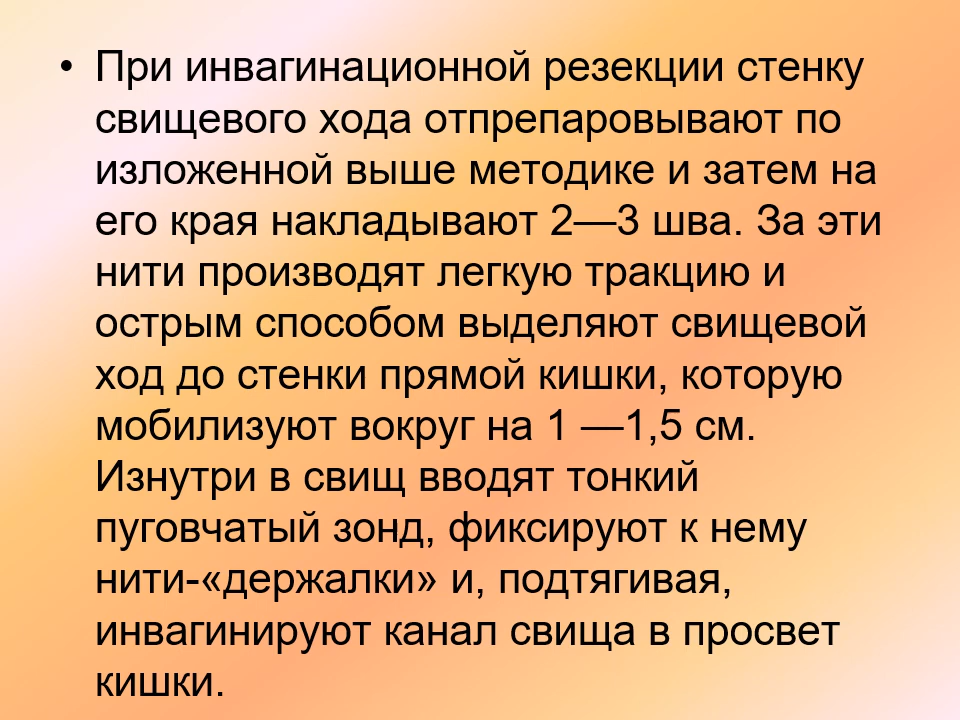 • При инвагинационной резекции стенку
свищевого хода отпрепаровывают по
изложенной выше методике и затем на
его края накладывают 2—3 шва. За эти
нити производят легкую тракцию и
острым способом выделяют свищевой
ход до стенки прямой кишки, которую
мобилизуют вокруг на 1 —1,5 см.
Изнутри в свищ вводят тонкий
пуговчатый зонд, фиксируют к нему
нити-«держалки» и, подтягивая,
инвагинируют канал свища в просвет
кишки.